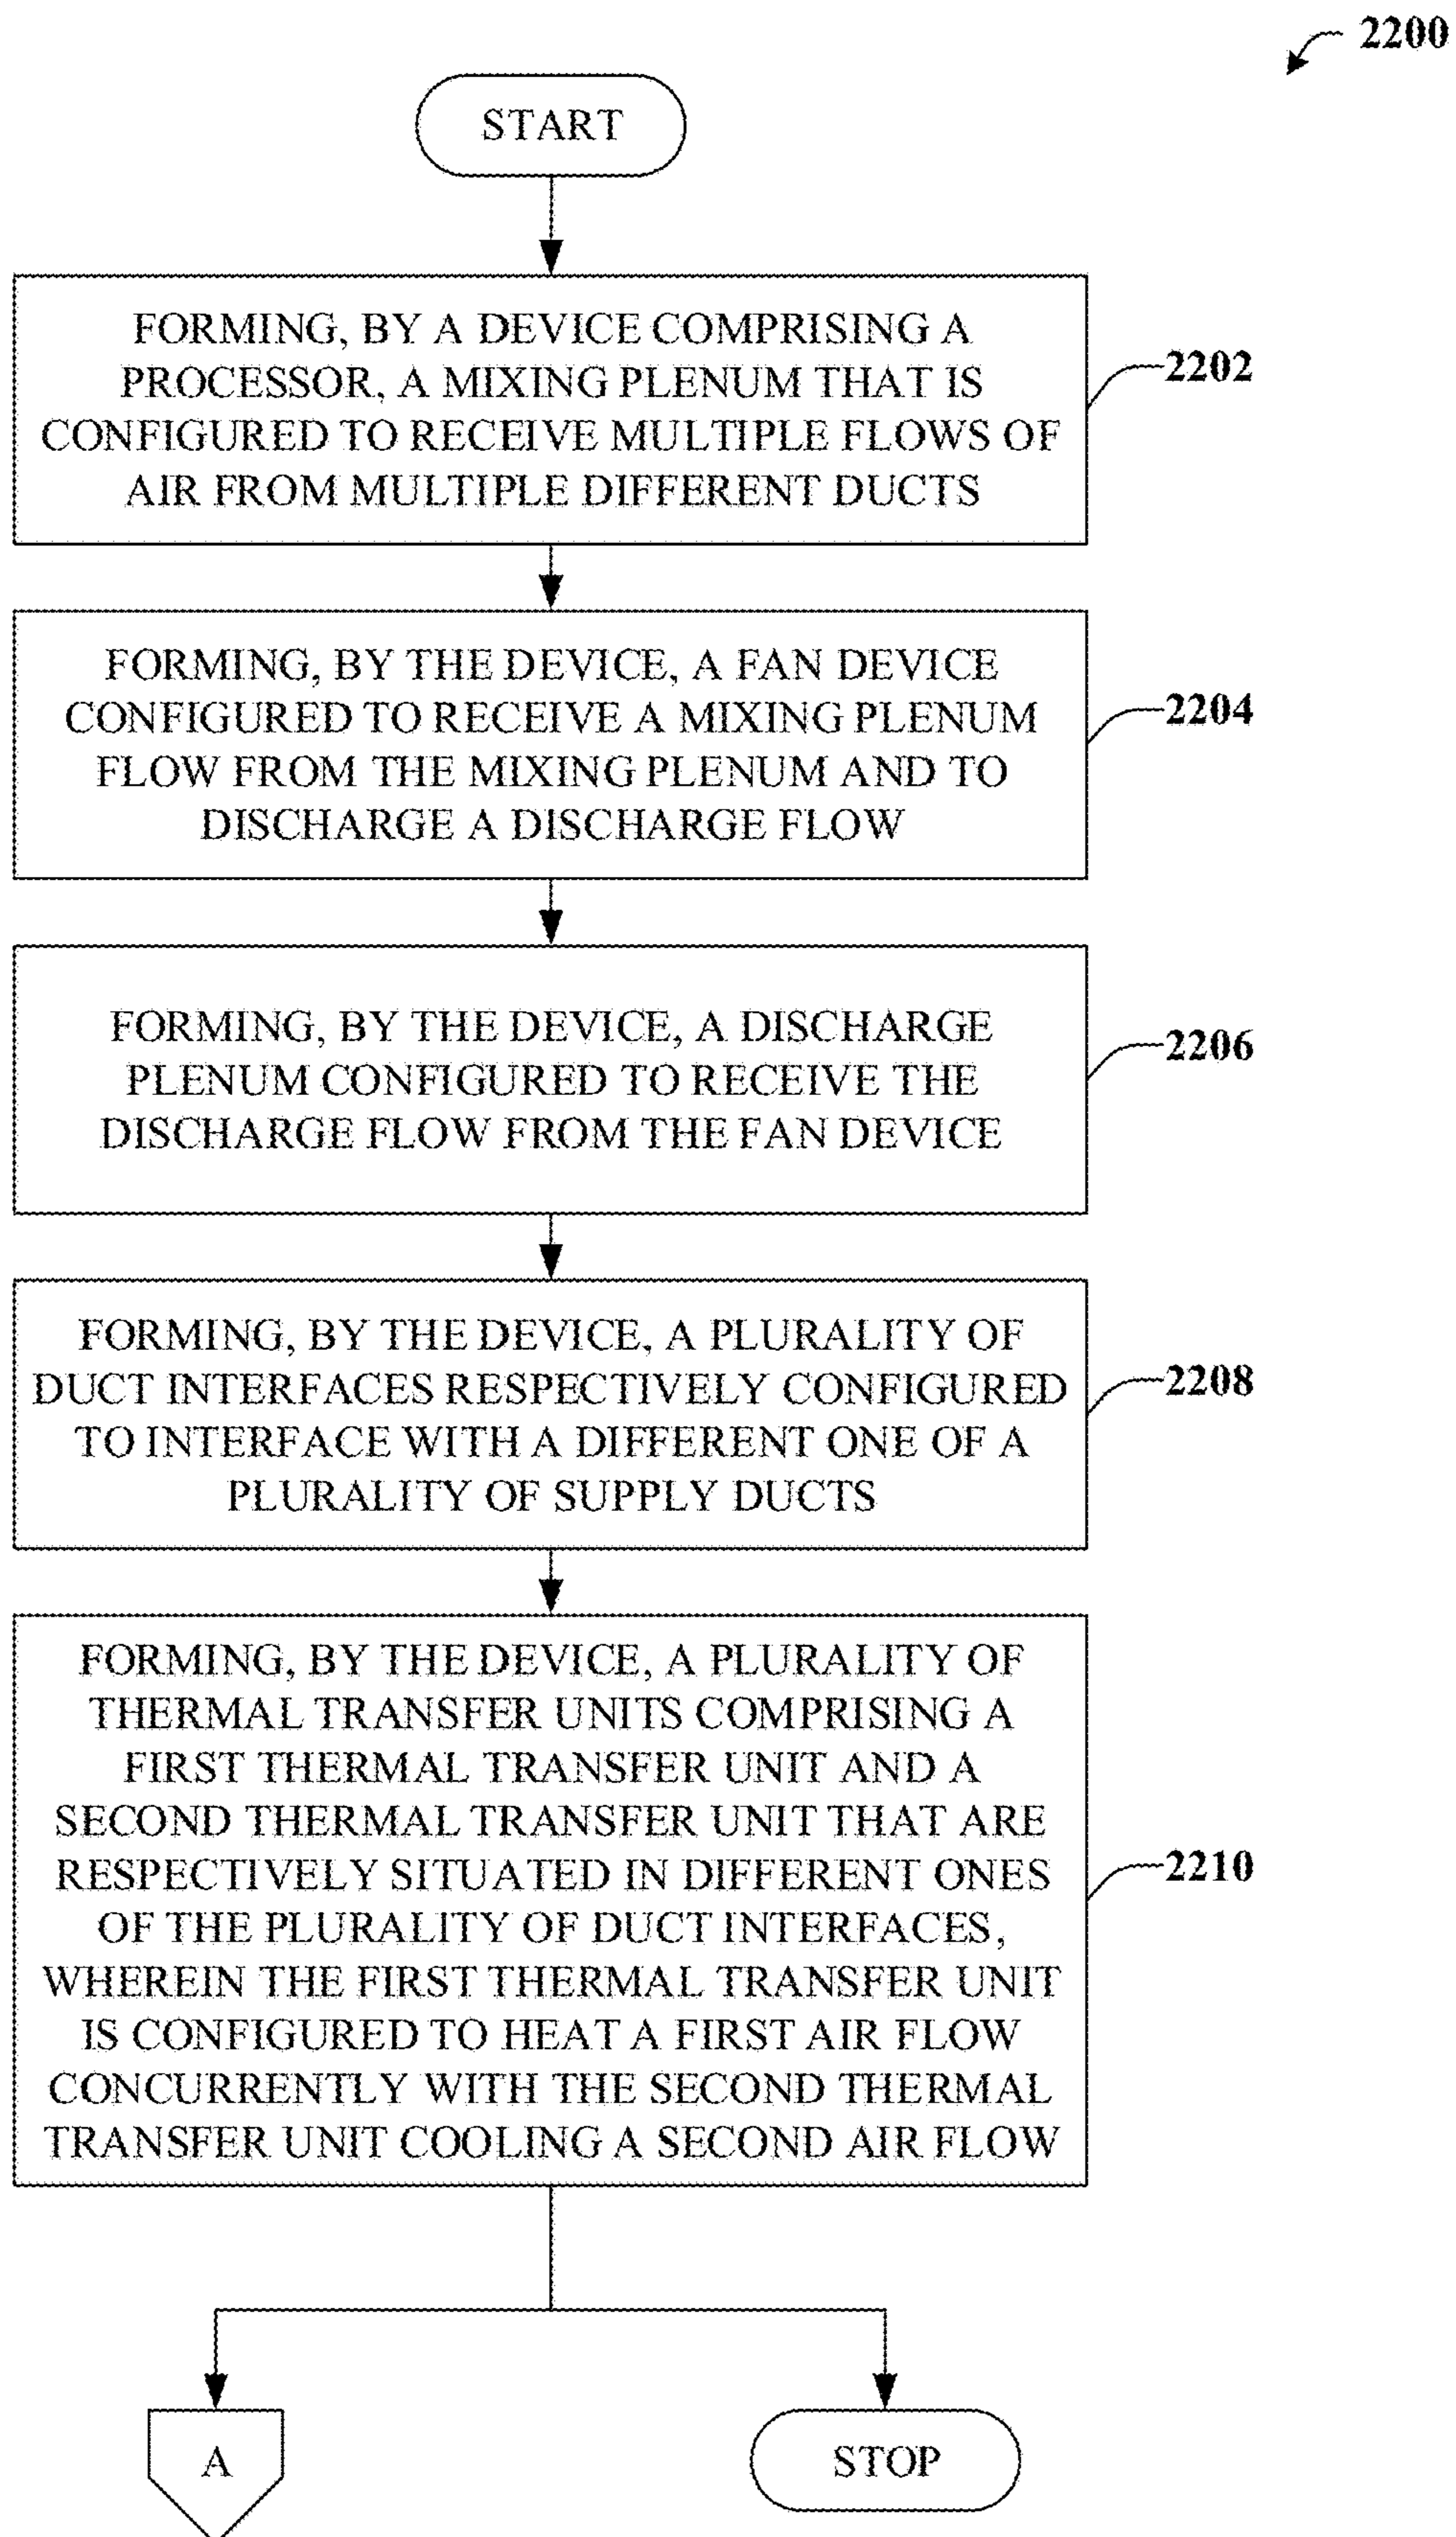 2200
START
FORMING, BY A DEVICE COMPRISING A
PROCESSOR, A MIXING PLENUM THAT IS
CONFIGURED TO RECEIVE MULTIPLE FLOWS OF
AIR FROM MULTIPLE DIFFERENT DUCTS
2202
FORMING, BY THE DEVICE, A FAN DEVICE
CONFIGURED TO RECEIVE A MIXING PLENUM
FLOW FROM THE MIXING PLENUM AND TO
DISCHARGE A DISCHARGE FLOW
2204
FORMING, BY THE DEVICE, A DISCHARGE
PLENUM CONFIGURED TO RECEIVE THE
DISCHARGE FLOW FROM THE FAN DEVICE
2206
FORMING, BY THE DEVICE, A PLURALITY OF
DUCT INTERFACES RESPECTIVELY CONFIGURED
TO INTERFACE WITH A DIFFERENT ONE OF A
PLURALITY OF SUPPLY DUCTS
2208
FORMING, BY THE DEVICE, A PLURALITY OF
THERMAL TRANSFER UNITS COMPRISING A
FIRST THERMAL TRANSFER UNIT AND A
SECOND THERMAL TRANSFER UNIT THAT ARE
RESPECTIVELY SITUATED IN DIFFERENT ONES
OF THE PLURALITY OF DUCT INTERFACES,
WHEREIN THE FIRST THERMAL TRANSFER UNIT
IS CONFIGURED TO HEAT A FIRST AIR FLOW
CONCURRENTLY WITH THE SECOND THERMAL
TRANSFER UNIT COOLING A SECOND AIR FLOW
2210
A
STOP